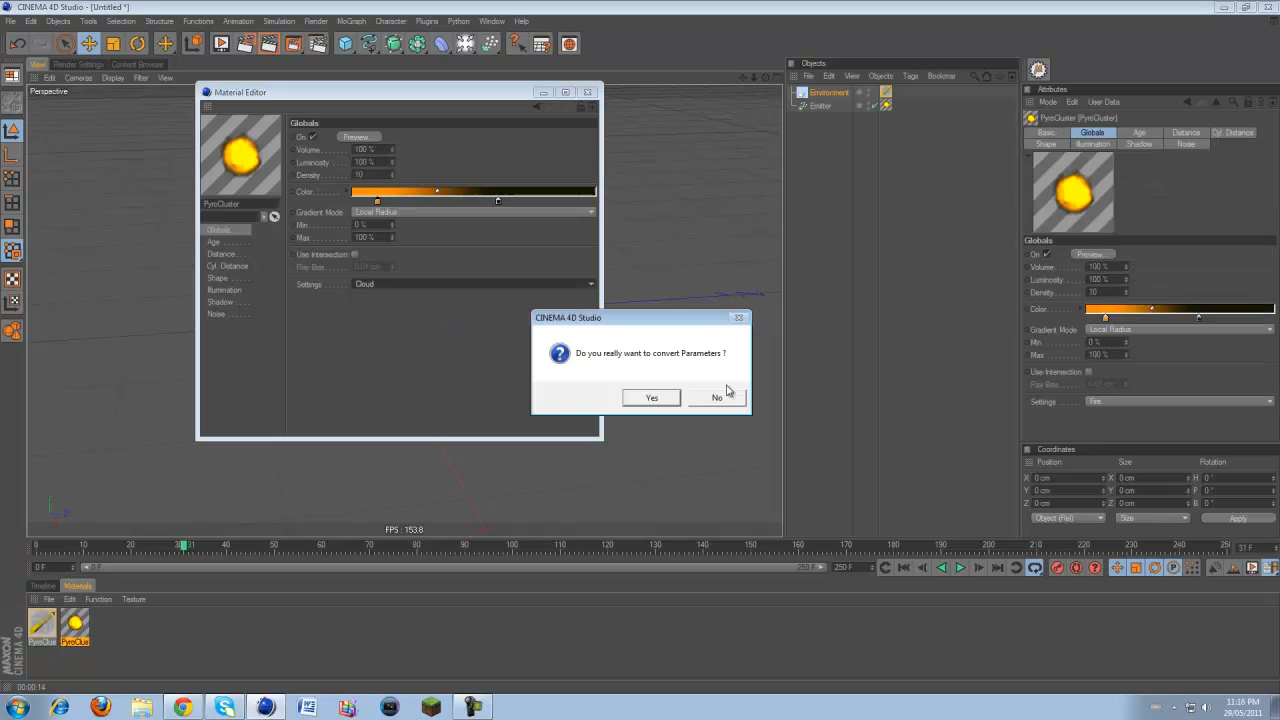 CINEMA 4D Studio - [Untitled *]
File Edit Objects Tools Selection Structure Functions Animation Simulation Render MoGraph Character Plugins Python Window Help
View Render Settings Content Browser
Edit Cameras Display Filter View
Perspective
Material Editor
Globals
On Preview...
Volume 100 %
Luminosity 100 %
Density 10
Color
Gradient Mode Local Radius
Min 0 %
Max 100 %
Use Intersection
Ray Bias 0.01 cm
Settings Cloud
PyroCluster
Globals
Age
Distance
Cyl. Distance
Shape
Illumination
Shadow
Noise
CINEMA 4D Studio
Do you really want to convert Parameters ?
Yes No
FPS : 153.8
Objects
File Edit View Objects Tags Bookmar
Environment
Emitter
Attributes
Mode Edit User Data
PyroCluster [PyroCluster]
Basic Globals Age Distance Cyl. Distance
Shape Illumination Shadow Noise
Globals
On Preview...
Volume 100 %
Luminosity 100 %
Density 10
Color
Gradient Mode Local Radius
Min 0 %
Max 100 %
Use Intersection
Ray Bias 0.01 cm
Settings Fire
Coordinates
Position Size Rotation
X 0 cm X 0 cm H 0 °
Y 0 cm Y 0 cm P 0 °
Z 0 cm Z 0 cm B 0 °
Object (Rel) Size Apply
0 10 20 31 40 50 60 70 80 90 100 110 120 130 140 150 160 170 180 190 200 210 220 230 240 25 31 F
0 F 0 F 250 F 250 F
Timeline Materials
File Edit Function Texture
PyroClus PyroClus
MAXON CINEMA 4D
00:00:14
11:16 PM
29/05/2011